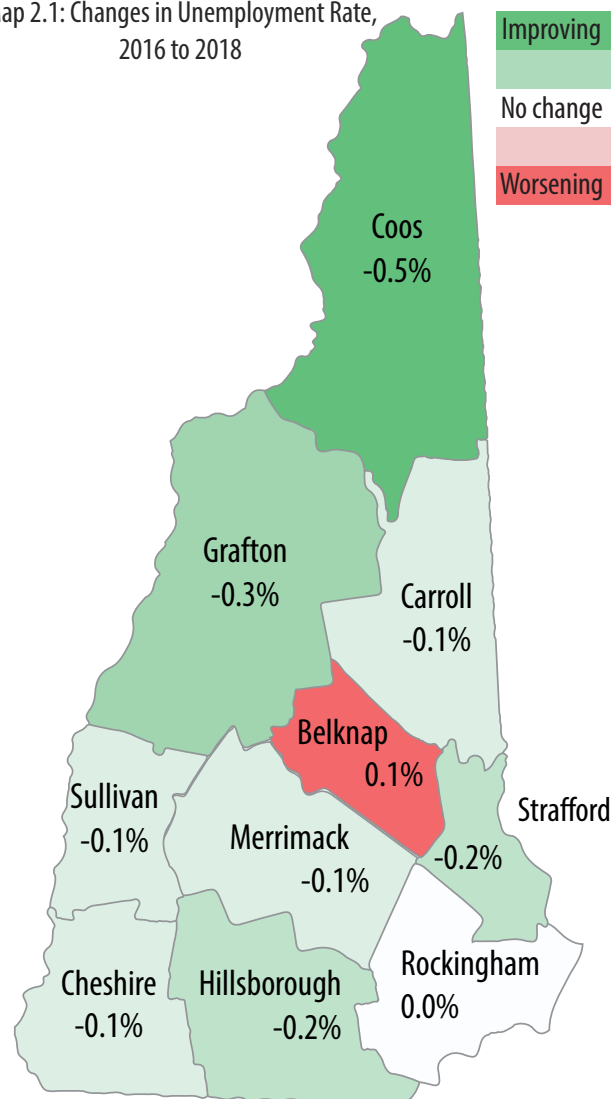 ap 2.1: Changes in Unemployment Rate,
2016 to 2018
Improving
No change
Worsening
Coos
-0.5%
Grafton
-0.3%
Carroll
-0.1%
Belknap
0.1%
Sullivan
-0.1%
Strafford
-0.2%
Merrimack
-0.1%
Rockingham
0.0%
Cheshire
-0.1%
Hillsborough
-0.2%